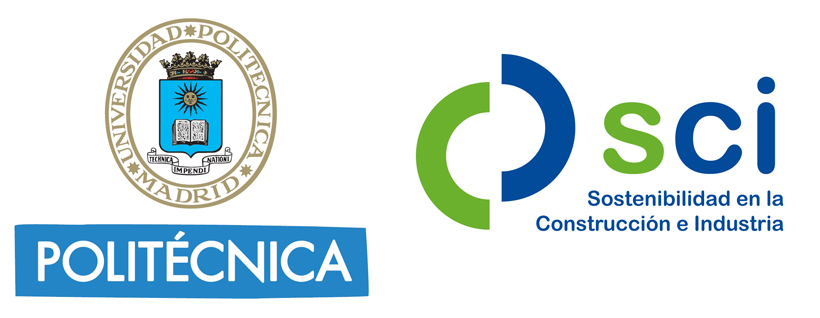 UNIVERSIDAD POLITECNICA
MADRID
TECHNICA IMPENDI NATIONI
POLITÉCNICA
sci
Sostenibilidad en la
Construcción e Industria